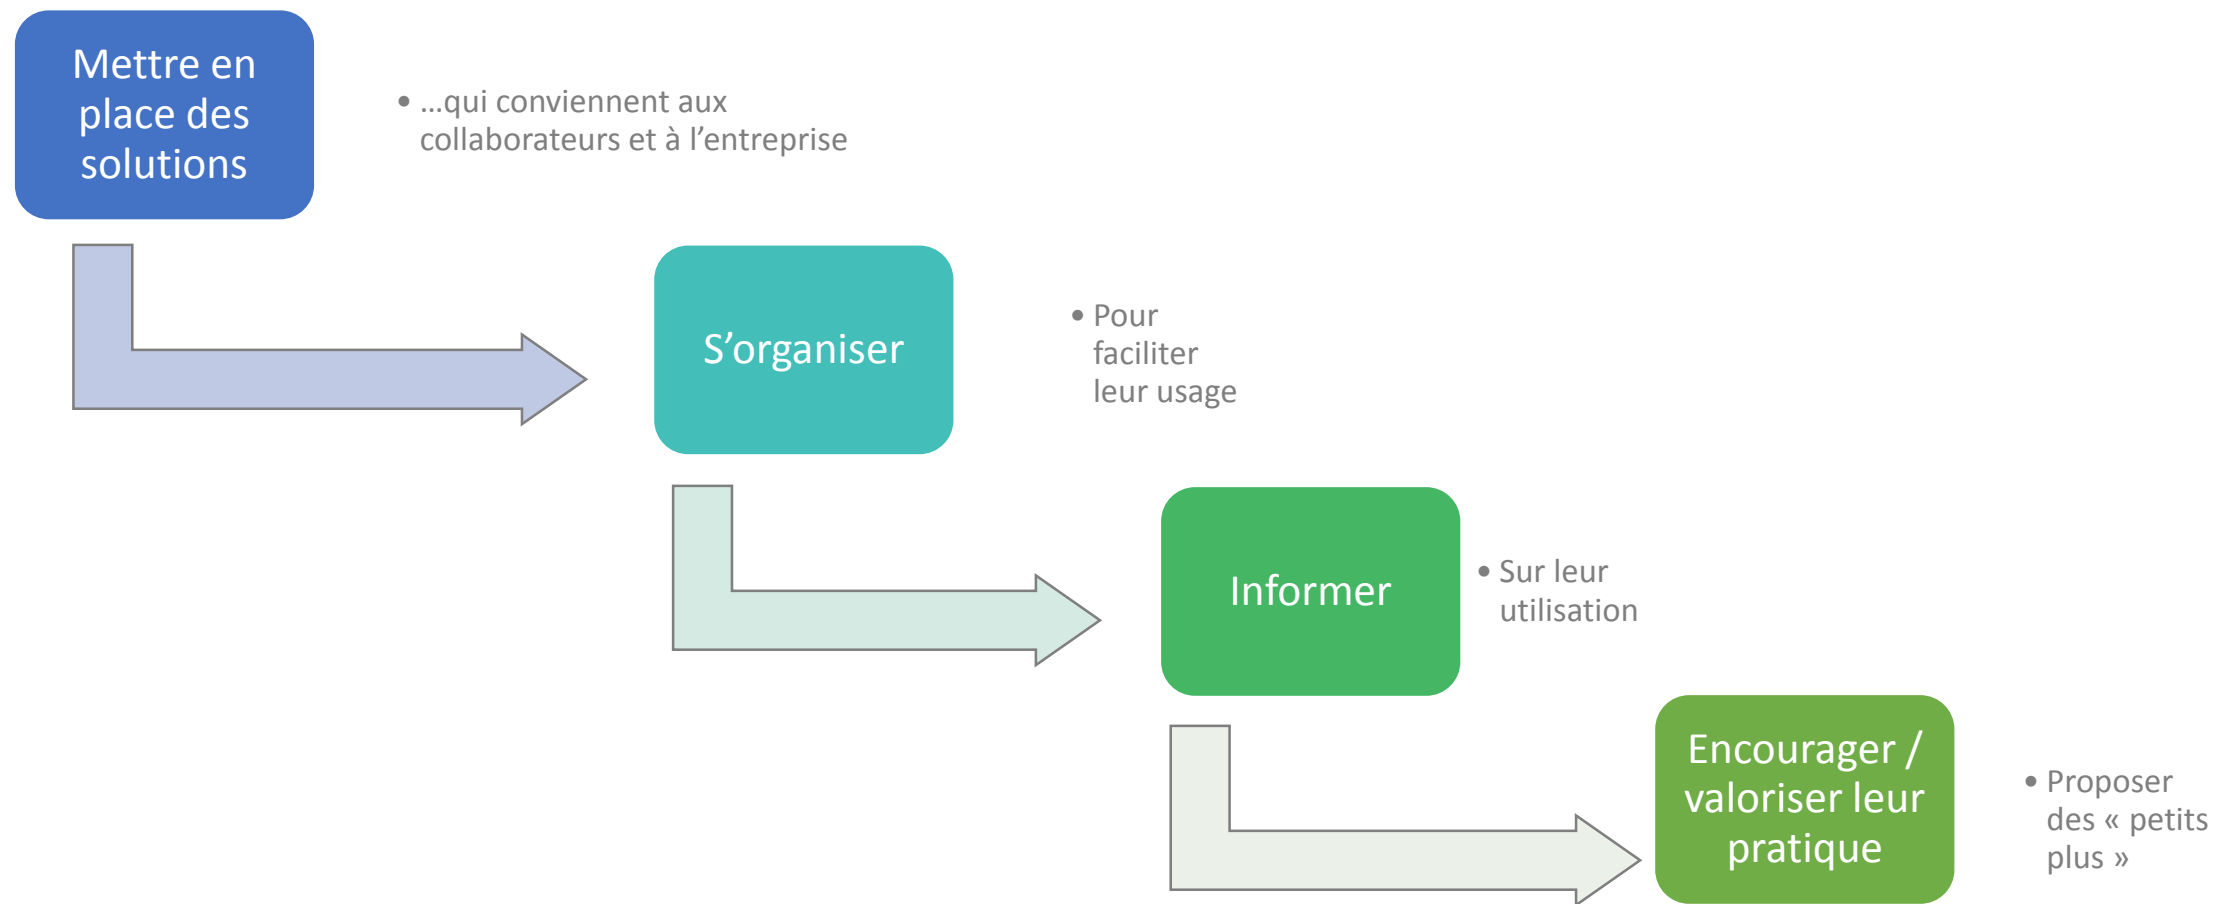 Mettre en
place des
solutions
• ...qui conviennent aux
collaborateurs et à l’entreprise
S’organiser
• Pour
faciliter
leur usage
Informer
• Sur leur
utilisation
Encourager /
valoriser leur
pratique
• Proposer
des « petits
plus »